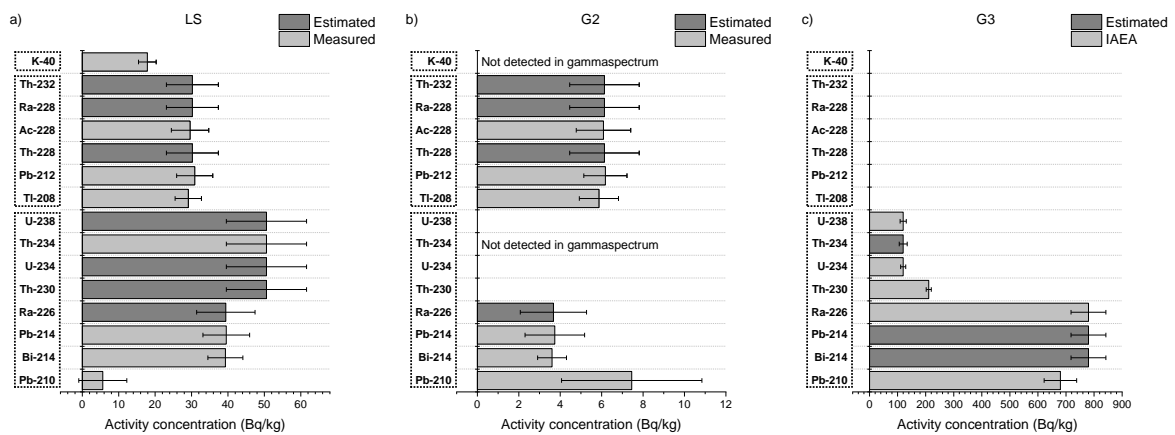 a)
LS
Estimated
Measured
K-40
Th-232
Ra-228
Ac-228
Th-228
Pb-212
Tl-208
U-238
Th-234
U-234
Th-230
Ra-226
Pb-214
Bi-214
Pb-210
0 10 20 30 40 50 60
Activity concentration (Bq/kg)
b)
G2
Estimated
Measured
K-40
Not detected in gammaspectrum
Th-232
Ra-228
Ac-228
Th-228
Pb-212
Tl-208
U-238
Th-234
Not detected in gammaspectrum
U-234
Th-230
Ra-226
Pb-214
Bi-214
Pb-210
0 2 4 6 8 10 12
Activity concentration (Bq/kg)
c)
G3
Estimated
IAEA
K-40
Th-232
Ra-228
Ac-228
Th-228
Pb-212
Tl-208
U-238
Th-234
U-234
Th-230
Ra-226
Pb-214
Bi-214
Pb-210
0 100 200 300 400 500 600 700 800 900
Activity concentration (Bq/kg)